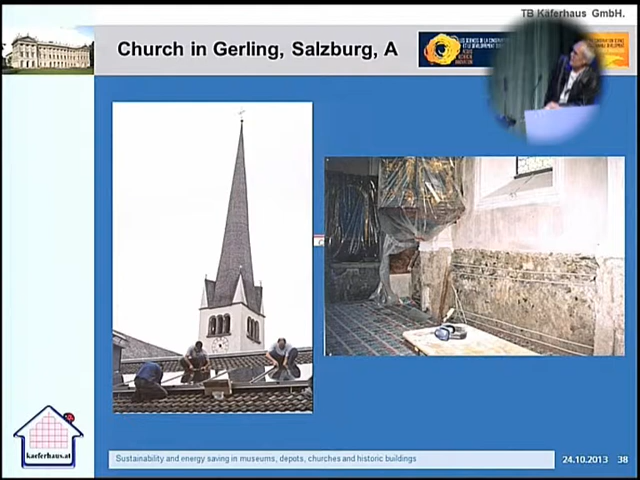 TB Käferhaus GmbH.
Church in Gerling, Salzburg, A
kaeferhaus.at
Sustainability and energy saving in museums, depots, churches and historic buildings
24.10.2013 38